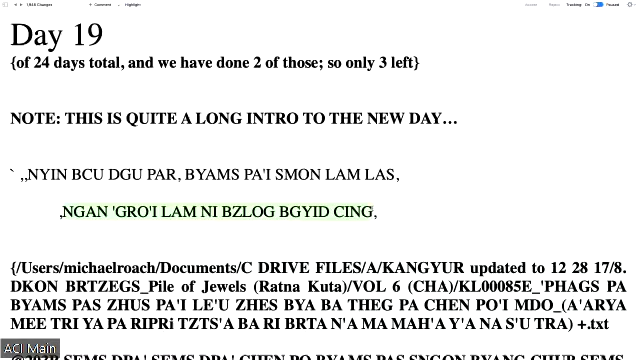 Day 19
{of 24 days total, and we have done 2 of those; so only 3 left}
NOTE: THIS IS QUITE A LONG INTRO TO THE NEW DAY…
` ,,NYIN BCU DGU PAR, BYAMS PA'I SMON LAM LAS,
,NGAN 'GRO'I LAM NI BZLOG BGYID CING,
{/Users/michaelroach/Documents/C DRIVE FILES/A/KANGYUR updated to 12 28 17/8.
DKON BRTZEGS_Pile of Jewels (Ratna Kuta)/VOL 6 (CHA)/KL00085E_'PHAGS PA
BYAMS PAS ZHUS PA'I LE'U ZHES BYA BA THEG PA CHEN PO'I MDO_(A'ARYA
MEE TRI YA PA RIPRi TZTS'A BA RI BRTA N'A MA MAH'A Y'A NA S'U TRA) +.txt
ACI Main